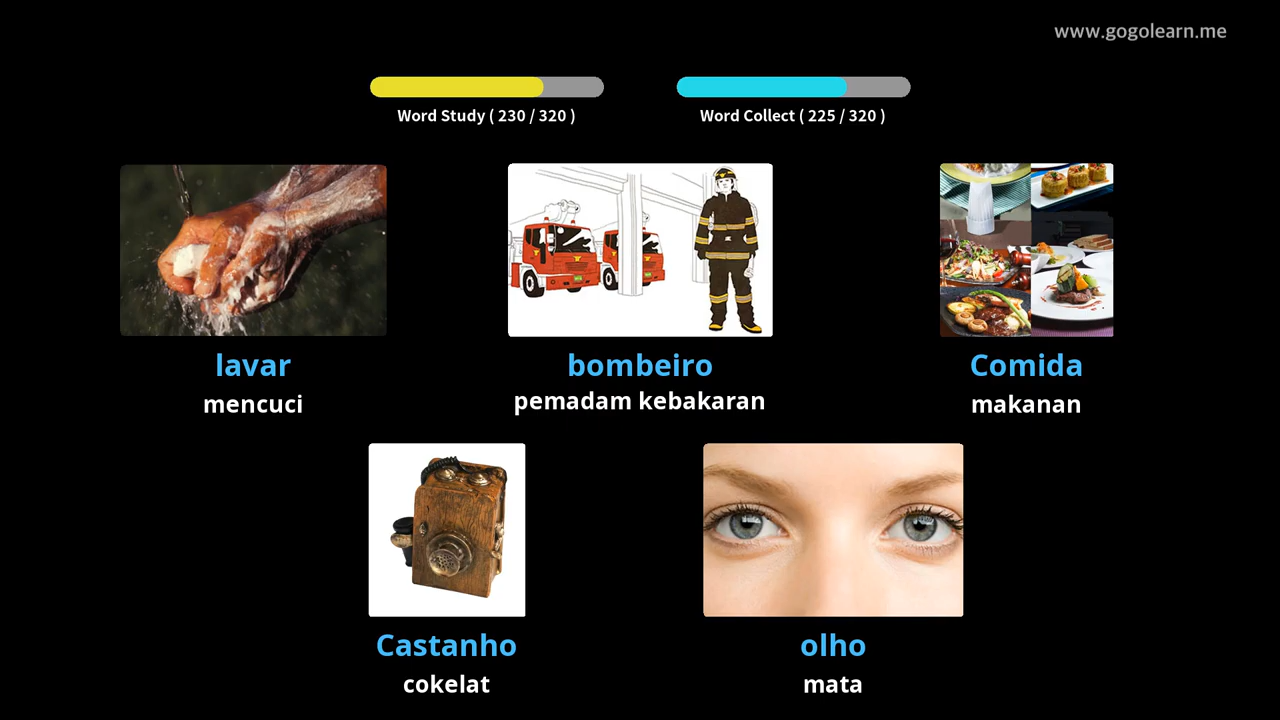 www.gogolearn.me
Word Study ( 230 / 320 )
Word Collect ( 225 / 320 )
lavar
mencuci
bombeiro
pemadam kebakaran
Comida
makanan
Castanho
cokelat
olho
mata